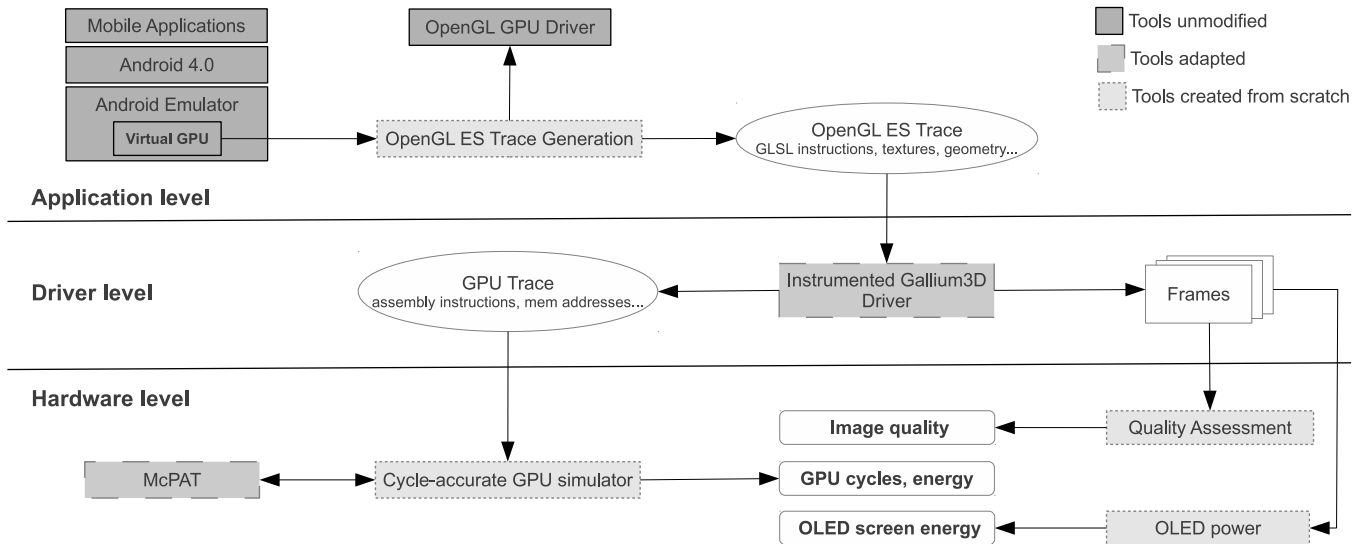 Mobile Applications
Android 4.0
Android Emulator
Virtual GPU
OpenGL GPU Driver
OpenGL ES Trace Generation
OpenGL ES Trace
GLSL instructions, textures, geometry...
Tools unmodified
Tools adapted
Tools created from scratch
Application level
Driver level
GPU Trace
assembly instructions, mem addresses...
Instrumented Gallium3D
Driver
Frames
Hardware level
McPAT
Cycle-accurate GPU simulator
Image quality
GPU cycles, energy
OLED screen energy
Quality Assessment
OLED power